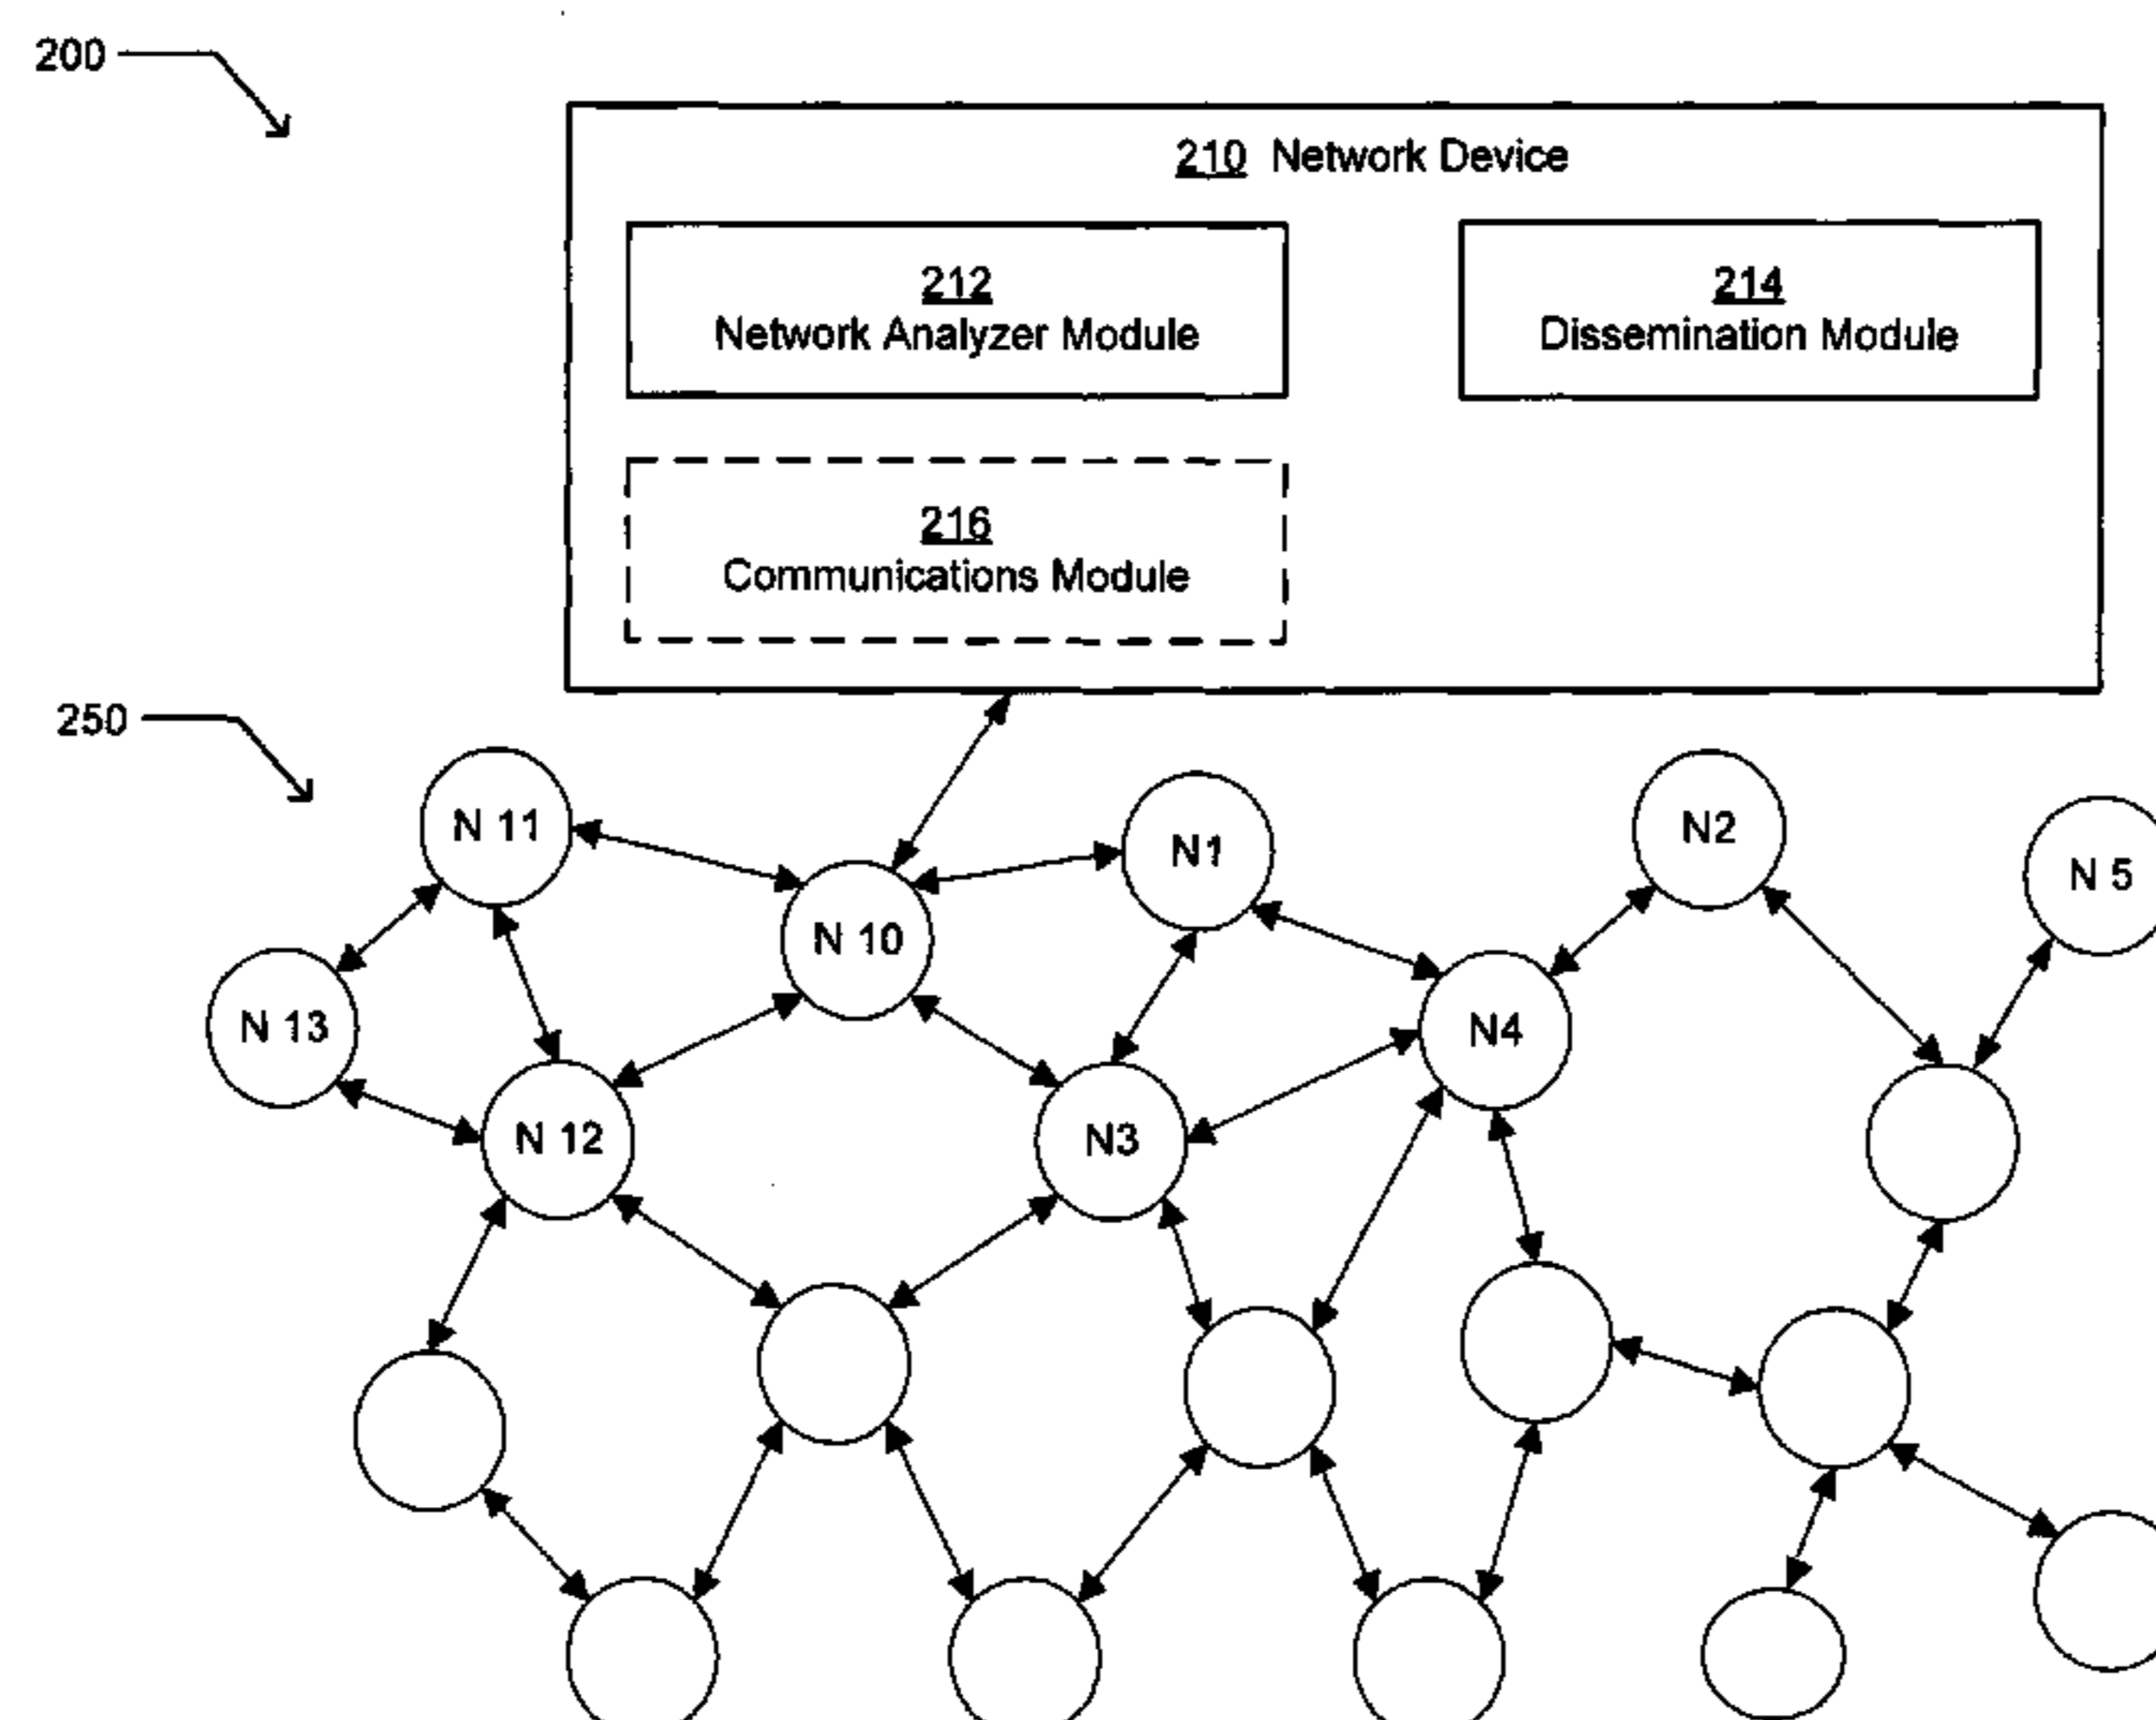 200
210 Network Device
212
Network Analyzer Module
214
Dissemination Module
216
Communications Module
250
N 11
N1
N2
N 5
N 10
N 13
N4
N 12
N3